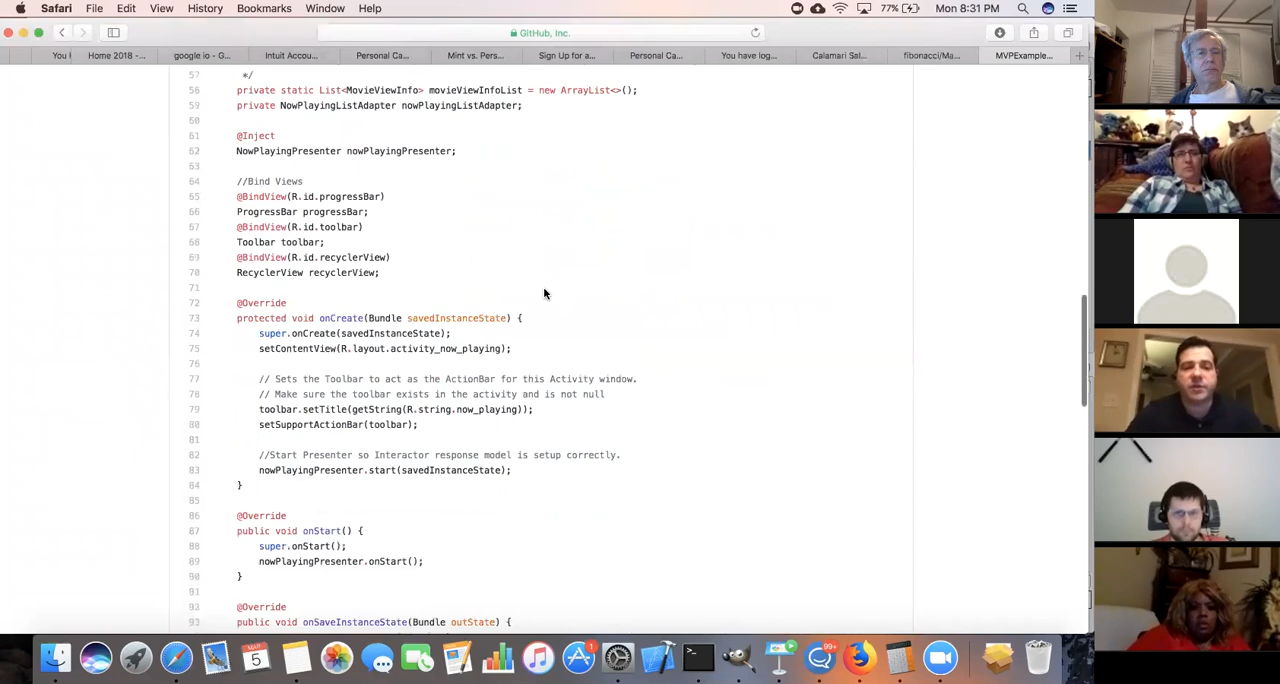 Safari File Edit View History Bookmarks Window Help 77% Mon 8:31 PM
GitHub, Inc.
You l Home 2018 -... google io - G... Intuit Accou... Personal Ca... Mint vs. Pers... Sign Up for a... Personal Ca... You have log... Calamari Sal... fibonacci/Ma... MVPExample...
57 */
58 private static List<MovieViewInfo> movieViewInfoList = new ArrayList<>();
59 private NowPlayingListAdapter nowPlayingListAdapter;
60
61 @Inject
62 NowPlayingPresenter nowPlayingPresenter;
63
64 //Bind Views
65 @BindView(R.id.progressBar)
66 ProgressBar progressBar;
67 @BindView(R.id.toolbar)
68 Toolbar toolbar;
69 @BindView(R.id.recyclerView)
70 RecyclerView recyclerView;
71
72 @Override
73 protected void onCreate(Bundle savedInstanceState) {
74 super.onCreate(savedInstanceState);
75 setContentView(R.layout.activity_now_playing);
76
77 // Sets the Toolbar to act as the ActionBar for this Activity window.
78 // Make sure the toolbar exists in the activity and is not null
79 toolbar.setTitle(getString(R.string.now_playing));
80 setSupportActionBar(toolbar);
81
82 //Start Presenter so Interactor response model is setup correctly.
83 nowPlayingPresenter.start(savedInstanceState);
84 }
85
86 @Override
87 public void onStart() {
88 super.onStart();
89 nowPlayingPresenter.onStart();
90 }
91
92 @Override
93 public void onSaveInstanceState(Bundle outState) {
MAR
5
1
99+